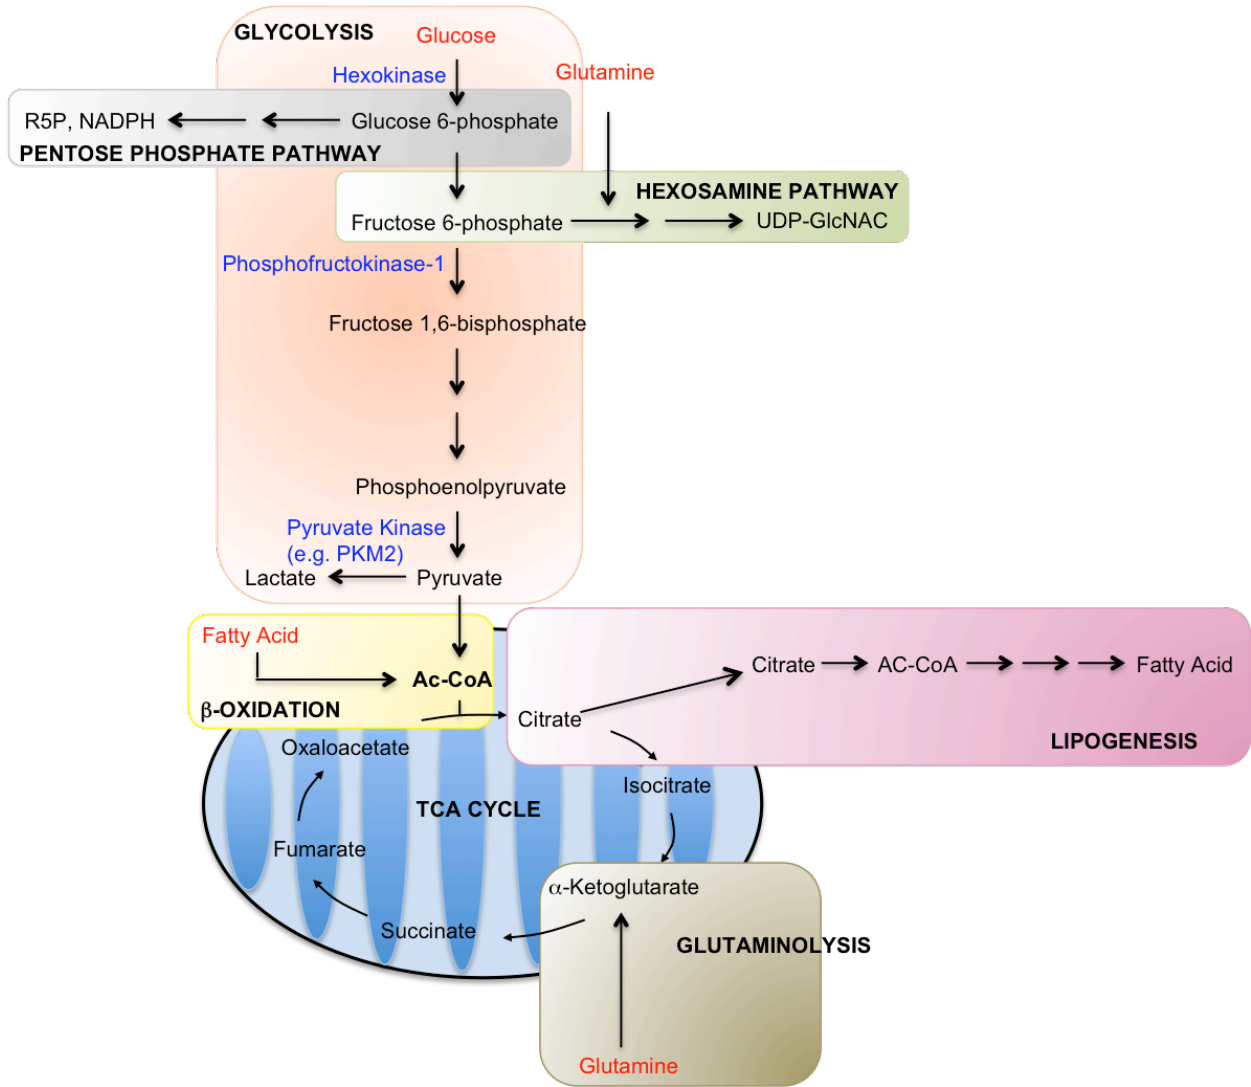 GLYCOLYSIS
Glucose
Hexokinase
Glutamine
R5P, NADPH
Glucose 6-phosphate
PENTOSE PHOSPHATE PATHWAY
HEXOSAMINE PATHWAY
Fructose 6-phosphate
UDP-GlcNAC
Phosphofructokinase-1
Fructose 1,6-bisphosphate
Phosphoenolpyruvate
Pyruvate Kinase
(e.g. PKM2)
Lactate
Pyruvate
Fatty Acid
Ac-CoA
β-OXIDATION
Citrate
Citrate
AC-CoA
Fatty Acid
LIPOGENESIS
Oxaloacetate
Isocitrate
TCA CYCLE
Fumarate
α-Ketoglutarate
Succinate
GLUTAMINOLYSIS
Glutamine